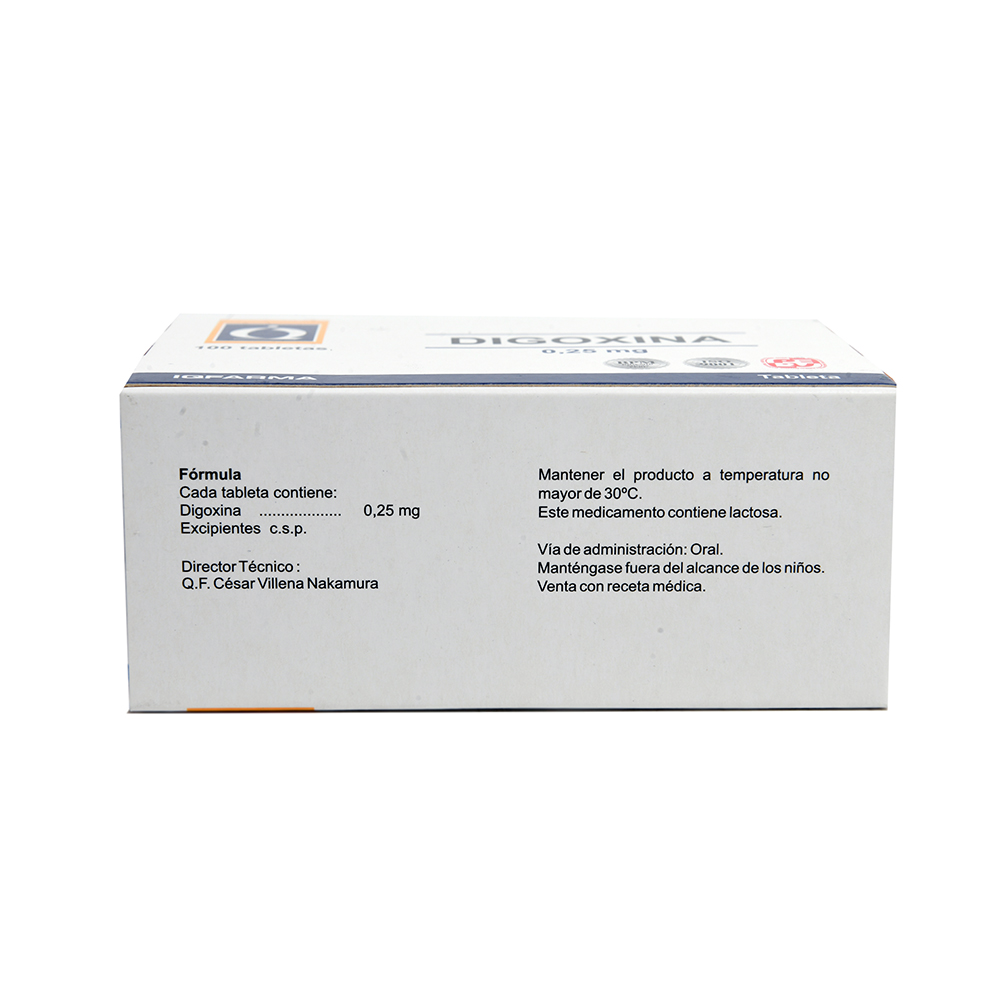 100 tabletas.
DIGOXINA
0,25 mg
IQFARMA
Tableta
Fórmula
Cada tableta contiene:
Digoxina ................... 0,25 mg
Excipientes c.s.p.
Director Técnico :
Q.F. César Villena Nakamura
Mantener el producto a temperatura no
mayor de 30ºC.
Este medicamento contiene lactosa.
Vía de administración: Oral.
Manténgase fuera del alcance de los niños.
Venta con receta médica.